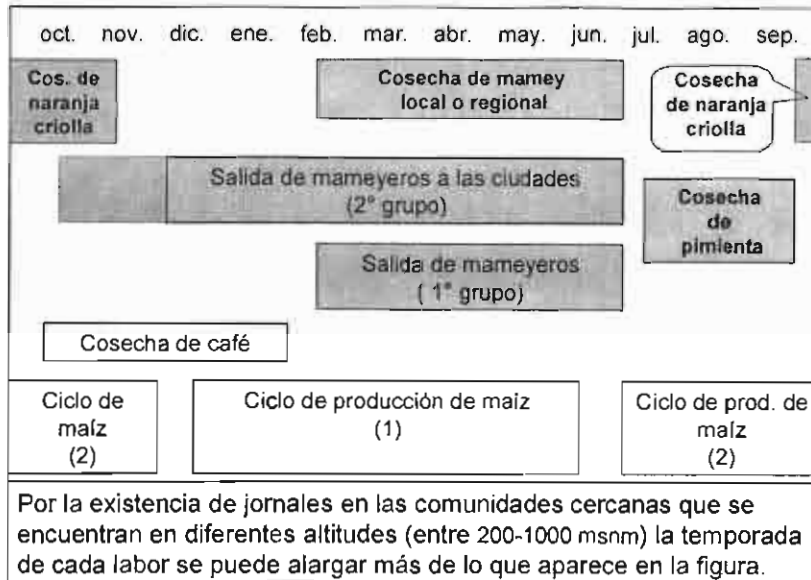 oct. nov. dic. ene. feb. mar. abr. may. jun. jul. ago. sep.
Cos. de
naranja
criolla
Cosecha de mamey
local o regional
Cosecha
de naranja
criolla
Salida de mameyeros a las ciudades
(2° grupo)
Cosecha
de
pimienta
Salida de mameyeros
( 1° grupo)
Cosecha de café
Ciclo de
maíz
(2)
Ciclo de producción de maíz
(1)
Ciclo de prod. de
maíz
(2)
Por la existencia de jornales en las comunidades cercanas que se
encuentran en diferentes altitudes (entre 200-1000 msnm) la temporada
de cada labor se puede alargar más de lo que aparece en la figura.